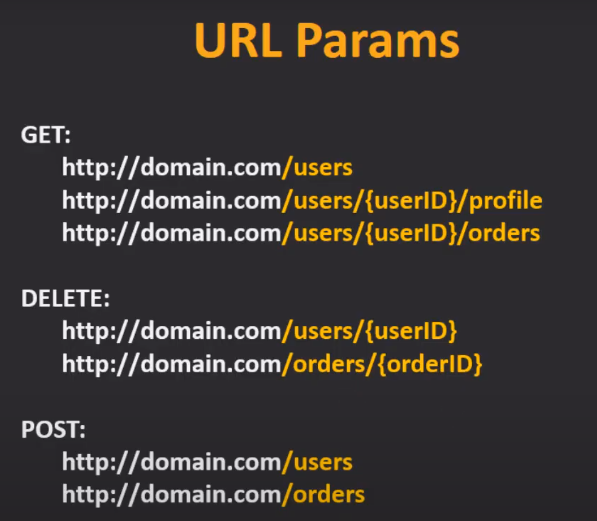 URL Params
GET:
http://domain.com/users
http://domain.com/users/{userID}/profile
http://domain.com/users/{userID}/orders
DELETE:
http://domain.com/users/{userID}
http://domain.com/orders/{orderID}
POST:
http://domain.com/users
http://domain.com/orders